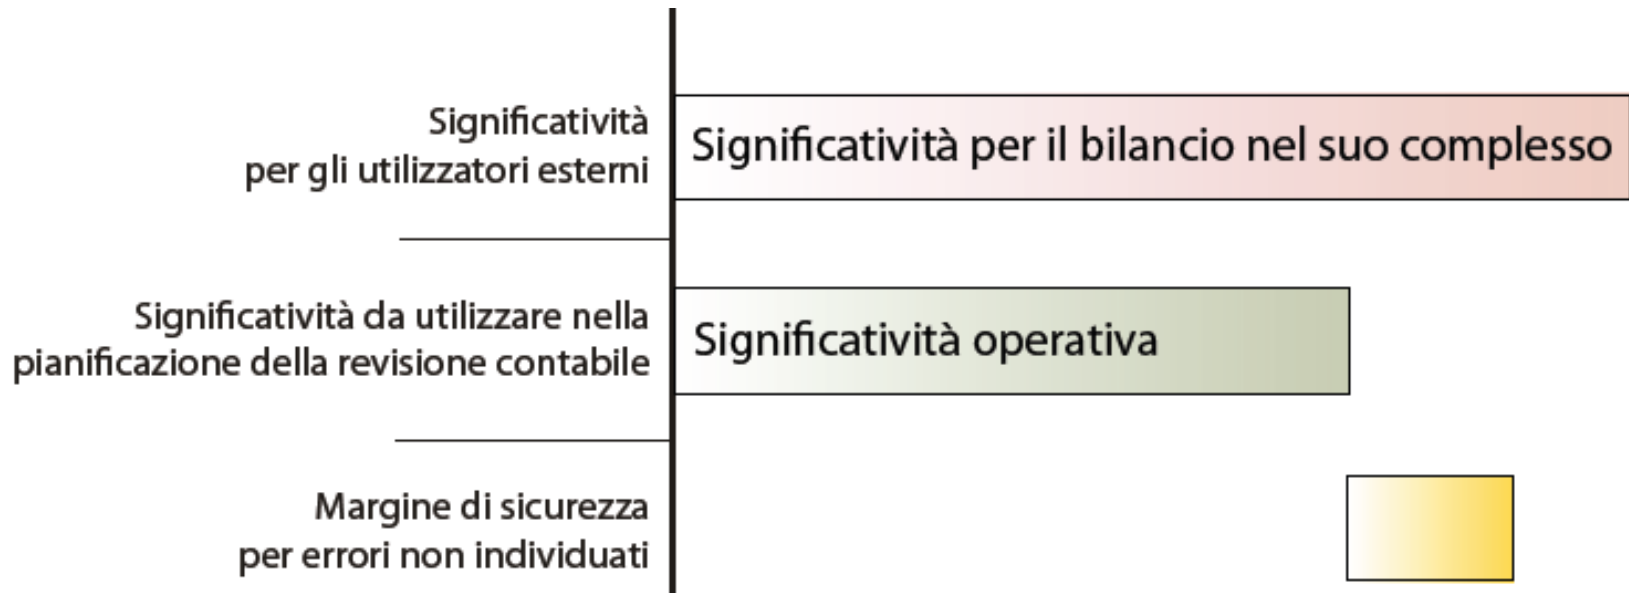 Significatività
per gli utilizzatori esterni
Significatività per il bilancio nel suo complesso
Significatività da utilizzare nella
pianificazione della revisione contabile
Significatività operativa
Margine di sicurezza
per errori non individuati